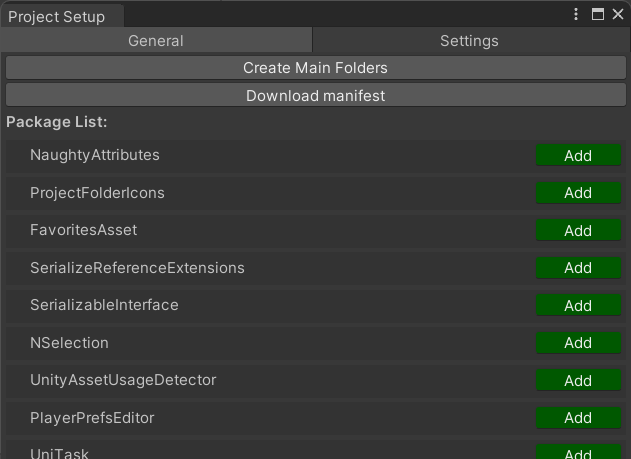 Project Setup
General Settings
Create Main Folders
Download manifest
Package List:
NaughtyAttributes Add
ProjectFolderIcons Add
FavoritesAsset Add
SerializeReferenceExtensions Add
SerializableInterface Add
NSelection Add
UnityAssetUsageDetector Add
PlayerPrefsEditor Add
UniTask Add